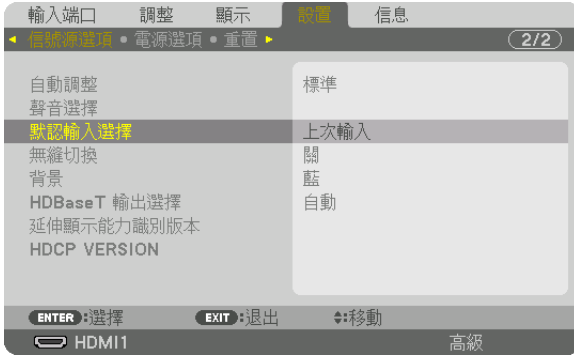 輸入端口 調整 顯示 設置 信息
◄ 信號源選項 • 電源選項 • 重置 ► 2/2
自動調整 標準
聲音選擇
默認輸入選擇 上次輸入
無縫切換 關
背景 藍
HDBaseT 輸出選擇 自動
延伸顯示能力識別版本
HDCP VERSION
ENTER :選擇 EXIT :退出 ♦:移動
HDMI1 高級